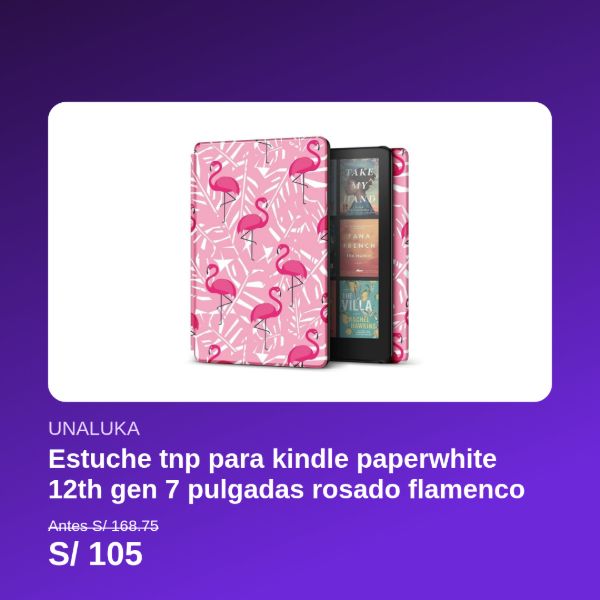 TAKE
MY
HAND
TANA
FRENCH
THE
VILLA
RACHEL
HAWKINS
UNALUKA
Estuche tnp para kindle paperwhite
12th gen 7 pulgadas rosado flamenco
Antes S/ 168.75
S/ 105